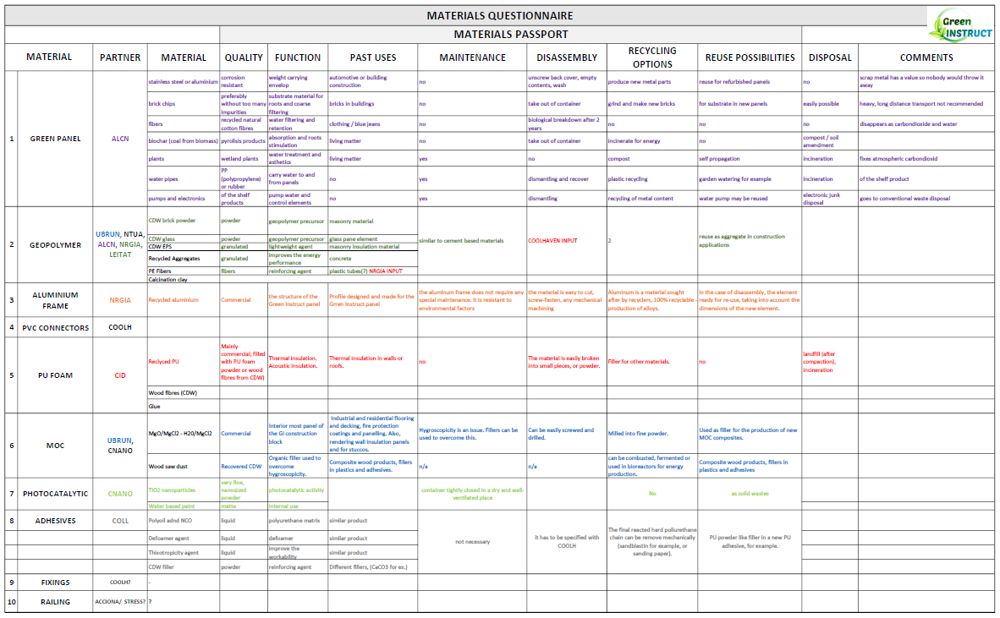 MATERIALS QUESTIONNAIRE
Green
INSTRUCT
MATERIALS PASSPORT
MATERIAL PARTNER MATERIAL QUALITY FUNCTION PAST USES MAINTENANCE DISASSEMBLY RECYCLING OPTIONS REUSE POSSIBILITIES DISPOSAL COMMENTS
1 GREEN PANEL ALCN
stainless steel or aluminium corrosion resistant weight carrying envelop automotive or building construction no unscrew back cover, empty contents, wash produce new metal parts reuse for refurbished panels no scrap metal has a value so nobody would throw it away
brick chips preferably without too many impurities substrate material for roots and coarse filtering bricks in buildings no take out of container grind and make new bricks for substrate in new panels easily possible heavy, long distance transport not recommended
fibers recycled natural cotton fibres water filtering and retention clothing / blue jeans no biological breakdown after 2 years no no no disappears as carbondioxide and water
biochar (coal from biomass) pyrolisis products absorption and roots stimulation living matter no take out of container incinerate for energy no compost / soil amendment
plants wetland plants water treatment and asthetics living matter yes no compost self propagation incineration fixes atmospheric carbondioxid
water pipes PP (polypropylene) or rubber carry water to and from panels no yes dismantling and recover plastic recycling garden watering for example incineration of the shelf product
pumps and electronics of the shelf products pump water and control elements no yes dismantling recycling of metal content water pump may be reused electronic junk disposal goes to conventional waste disposal
2 GEOPOLYMER UBRUN, NTUA, ALCN, NRGIA, LEITAT
CDW brick powder powder geopolymer precursor masonry material
CDW glass powder geopolymer precursor glass pane element
similar to cement based materials COOLHAVEN INPUT 2 reuse as aggregate in construction applications
CDW EPS granulated lightweight agent masonry insulation material
Recycled Aggregates granulated improves the energy performance concrete
PE Fibers fibers reinforcing agent plastic tubes(?) NRGIA INPUT
Calcination clay
3 ALUMINIUM FRAME NRGIA Recycled aluminium Commercial the structure of the Green Instruct panel Profile designed and made for the Grren Instruct panel the aluminum frame does not require any special maintenance. It is resistant to environmental factors the material is easy to cut, screw-fasten, any mechanical machining Aluminum is a material sought after by recyclers, 100% recyclable - production of alloys. in the case of disassembly, the element ready for re-use, taking into account the dimensions of the new element.
4 PVC CONNECTORS COOLH
5 PU FOAM CID
Reclyced PU Mainly commercial; filled with PU foam powder or wood fibres from CDW) Thermal insulation. Acoustic insulation. Thermal insulation in walls or roofs. no The material is easily broken into small pieces, or powder. Filler for other materials. no landfill (after compaction), incineration
Wood fibres (CDW)
Glue
6 MOC UBRUN, CNANO
MgO/MgCl2 - H20/MgCl2 Commercial Interior most panel of the GI construction block Industrial and residential flooring and decking, fire protection coatings and panelling. Also, rendering wall insulation panels and for stuccos. Hygroscopicity is an issue. Fillers can be used to overcome this. Can be easily screwed and drilled. Milled into fine powder. Used as filler for the production of new MOC composites.
Wood saw dust Recovered CDW Organic filler used to overcome hygroscopicity. Composite wood products, fillers in plastics and adhesives. n/a n/a can be combusted, fermented or used in bioreactors for energy production. Composite wood products, fillers in plastics and adhesives
7 PHOTOCATALYTIC CNANO
TiO2 nanoparticles very fine, nanosized powder photocatalytic activity container tightly closed in a dry and well-ventilated place No as solid wastes
Water based paint matte internal use
8 ADHESIVES COLL
Polyoil adnd NCO liquid polyurethane matrix similar product
Defoamer agent liquid defoamer similar product
not necessary It has to be specified with COOLH The final reacted hard poliurethane chain can be remove mechanically (sandblastin for example, or sanding paper). PU powder like filler in a new PU adhesive, for example.
Thixotropicity agent liquid improve the workability similar product
CDW filler powder reinforcing agent Different fillers, (CaCO3 for ex.)
9 FIXINGS COOLH? -
10 RAILING ACCIONA/ STRESS? ?